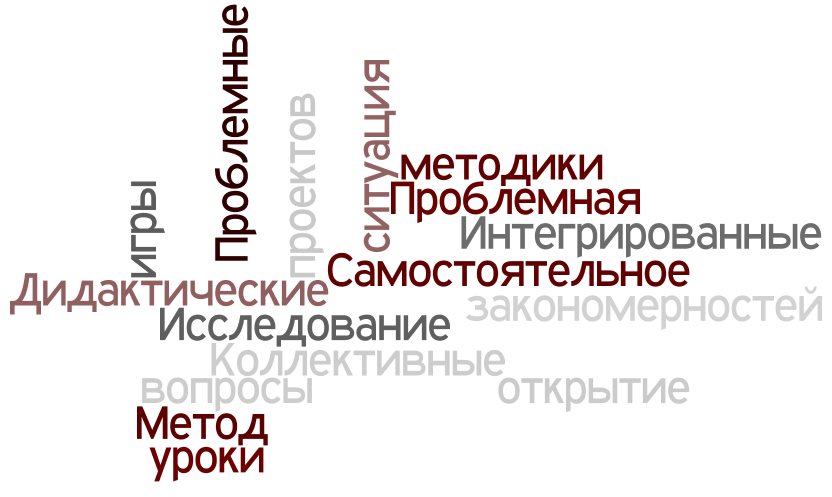 Проблемные
проектов
ситуация
методики
игры
Проблемная
Интегрированные
Самостоятельное
Дидактические
закономерностей
Исследование
Коллективные
вопросы
открытие
Метод
уроки